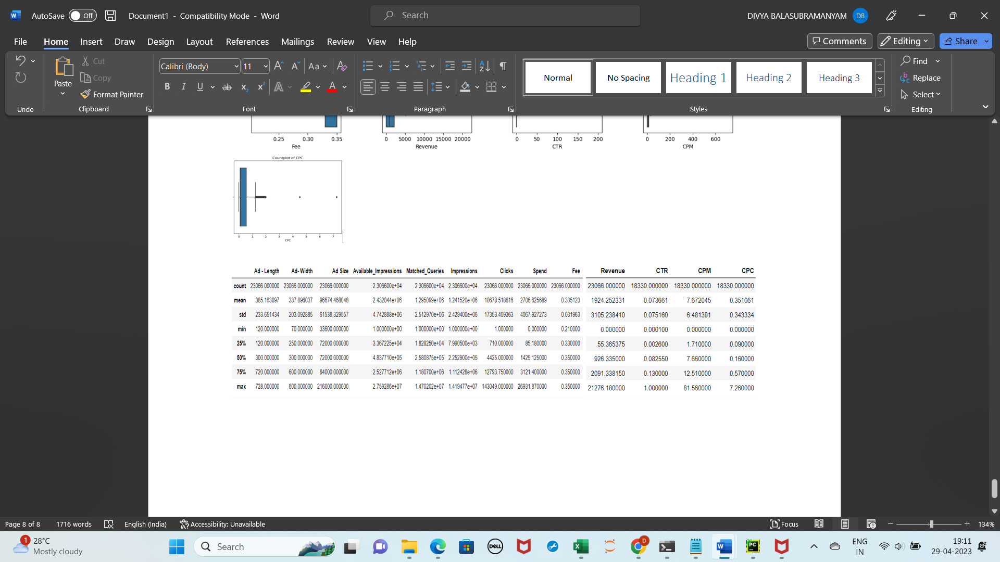 AutoSave Off Document1 - Compatibility Mode - Word Search DIVYA BALASUBRAMANYAM DB
File Home Insert Draw Design Layout References Mailings Review View Help Comments Editing Share
Paste Cut Copy Format Painter
Calibri (Body) 11 Aa
Normal No Spacing Heading 1 Heading 2 Heading 3
Find Replace Select
Undo Clipboard Font Paragraph Styles Editing
0.25 0.30 0.35 0 5000 10000 15000 20000 0 50 100 150 200 0 200 400 600
Fee Revenue CTR CPM
Countplot of CPC
0 1 2 3 4 5 6 7
CPC
Ad - Length Ad- Width Ad Size Available_Impressions Matched_Queries Impressions Clicks Spend Fee Revenue CTR CPM CPC
count 23066.000000 23066.000000 23066.000000 2.306600e+04 2.306600e+04 2.306600e+04 23066.000000 23066.000000 23066.000000 23066.000000 18330.000000 18330.000000 18330.000000
mean 385.163097 337.896037 96674.468048 2.432044e+06 1.295099e+06 1.241520e+06 10678.518816 2706.625689 0.335123 1924.252331 0.073661 7.672045 0.351061
std 233.651434 203.092885 61538.329557 4.742888e+06 2.512970e+06 2.429400e+06 17353.409363 4067.927273 0.031963 3105.238410 0.075160 6.481391 0.343334
min 120.000000 70.000000 33600.000000 1.000000e+00 1.000000e+00 1.000000e+00 1.000000 0.000000 0.210000 0.000000 0.000100 0.000000 0.000000
25% 120.000000 250.000000 72000.000000 3.367225e+04 1.828250e+04 7.990500e+03 710.000000 85.180000 0.330000 55.365375 0.002600 1.710000 0.090000
50% 300.000000 300.000000 72000.000000 4.837710e+05 2.580875e+05 2.252900e+05 4425.000000 1425.125000 0.350000 926.335000 0.082550 7.660000 0.160000
75% 720.000000 600.000000 84000.000000 2.527712e+06 1.180700e+06 1.112428e+06 12793.750000 3121.400000 0.350000 2091.338150 0.130000 12.510000 0.570000
max 728.000000 600.000000 216000.000000 2.759286e+07 1.470202e+07 1.419477e+07 143049.000000 26931.870000 0.350000 21276.180000 1.000000 81.560000 7.260000
Page 8 of 8 1716 words English (India) Accessibility: Unavailable Focus 134%
1 28°C
Mostly cloudy
Search DELL D PC
ENG
IN
19:11
29-04-2023